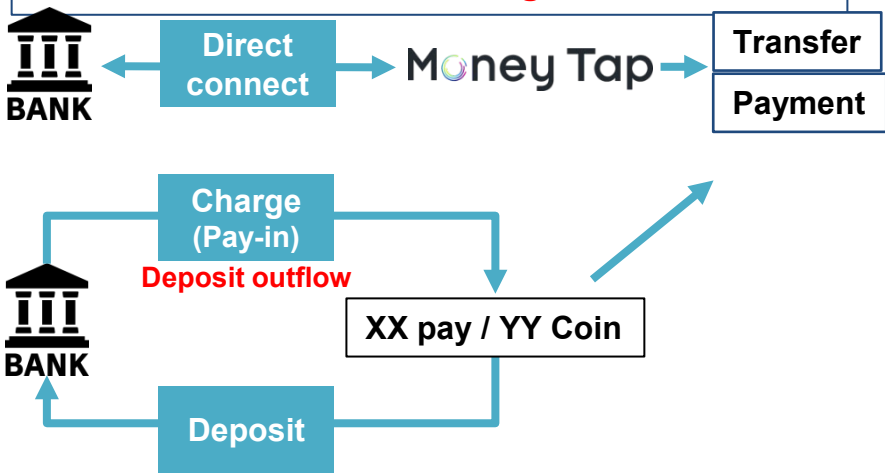 Direct
connect
BANK
Money Tap
Transfer
Payment
Charge
(Pay-in)
Deposit outflow
BANK
XX pay / YY Coin
Deposit